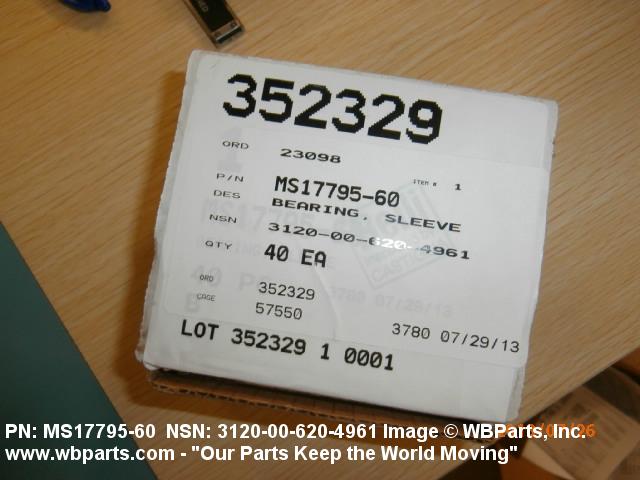 352329
ORD 23098 ITEM # 1
P/N MS17795-60
DES BEARING, SLEEVE
NSN 3120-00-620-4961
QTY 40 EA
ORD 352329
CAGE 57550
3780 07/29/13
LOT 352329 1 0001
PN: MS17795-60 NSN: 3120-00-620-4961 Image © WBParts, Inc.
www.wbparts.com - "Our Parts Keep the World Moving"